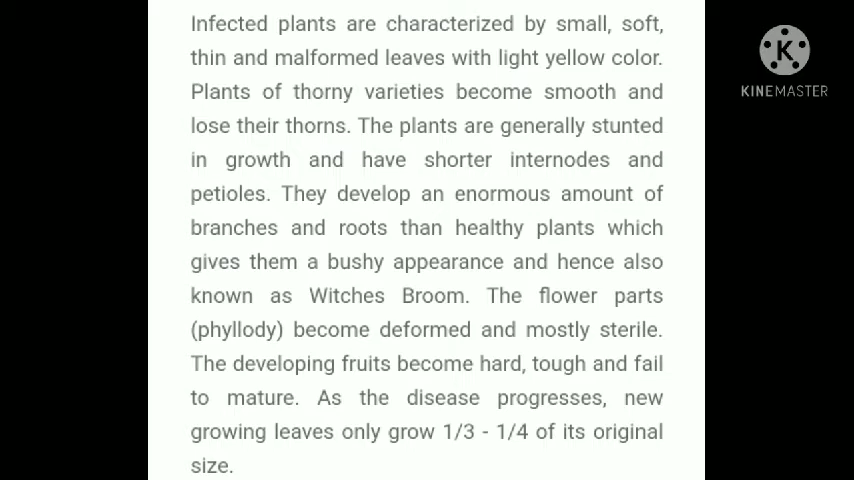 Infected plants are characterized by small, soft,
thin and malformed leaves with light yellow color.
Plants of thorny varieties become smooth and
lose their thorns. The plants are generally stunted
in growth and have shorter internodes and
petioles. They develop an enormous amount of
branches and roots than healthy plants which
gives them a bushy appearance and hence also
known as Witches Broom. The flower parts
(phyllody) become deformed and mostly sterile.
The developing fruits become hard, tough and fail
to mature. As the disease progresses, new
growing leaves only grow 1/3 - 1/4 of its original
size.
K
KINEMASTER